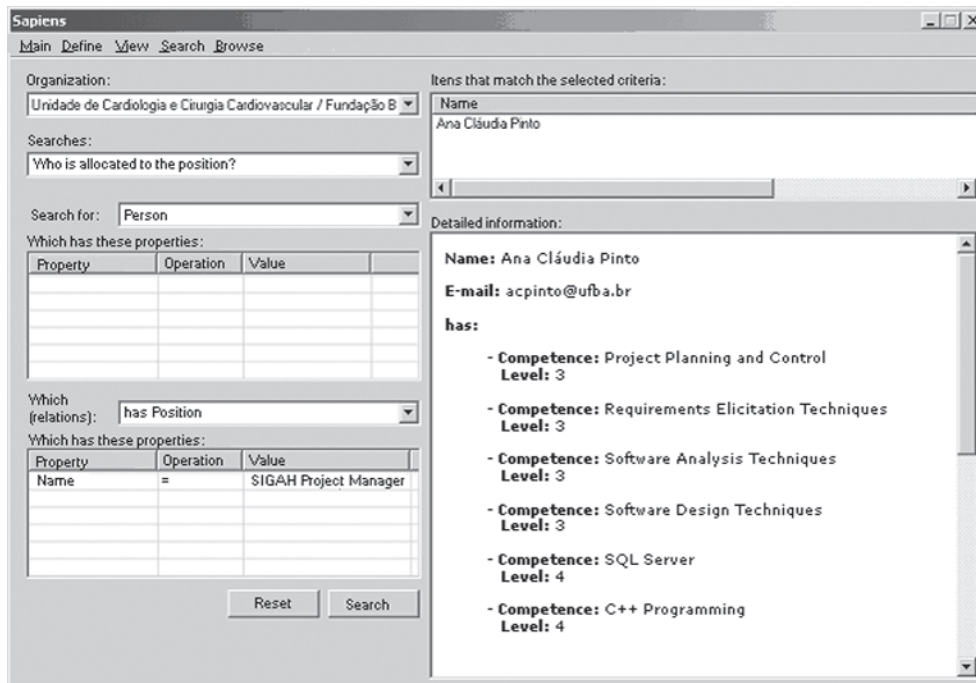 Sapiens
Main Define View Search Browse
Organization:
Unidade de Cardiologia e Cirurgia Cardiovascular / Fundação B
Searches:
Who is allocated to the position?
Search for: Person
Which has these properties:
Property Operation Value
Which
(relations): has Position
Which has these properties:
Property Operation Value
Name = SIGAH Project Manager
Reset Search
Itens that match the selected criteria:
Name
Ana Cláudia Pinto
Detailed information:
Name: Ana Cláudia Pinto
E-mail: acpinto@ufba.br
has:
- Competence: Project Planning and Control
Level: 3
- Competence: Requirements Elicitation Techniques
Level: 3
- Competence: Software Analysis Techniques
Level: 3
- Competence: Software Design Techniques
Level: 3
- Competence: SQL Server
Level: 4
- Competence: C++ Programming
Level: 4